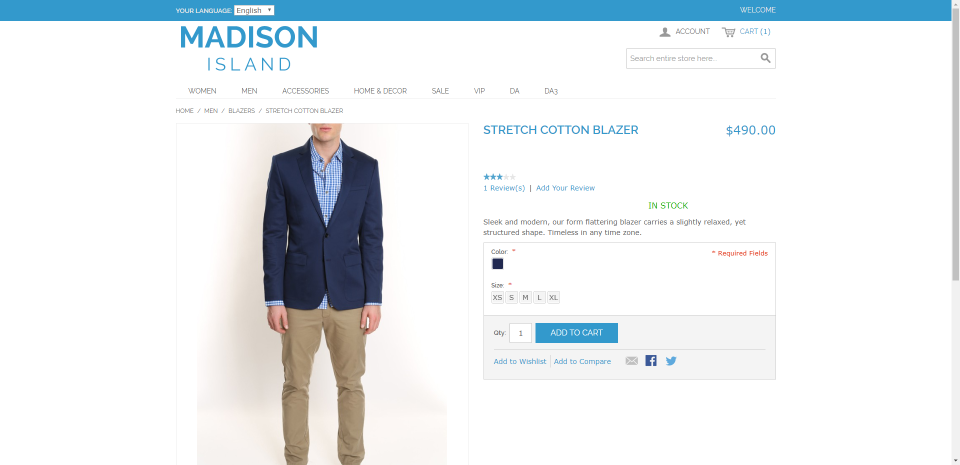 YOUR LANGUAGE: English
WELCOME
MADISON
ISLAND
ACCOUNT CART (1)
Search entire store here...
WOMEN MEN ACCESSORIES HOME & DECOR SALE VIP DA DA3
HOME / MEN / BLAZERS / STRETCH COTTON BLAZER
STRETCH COTTON BLAZER $490.00
1 Review(s) | Add Your Review
IN STOCK
Sleek and modern, our form flattering blazer carries a slightly relaxed, yet
structured shape. Timeless in any time zone.
Color: * * Required Fields
Size: *
XS S M L XL
Qty: 1 ADD TO CART
Add to Wishlist Add to Compare